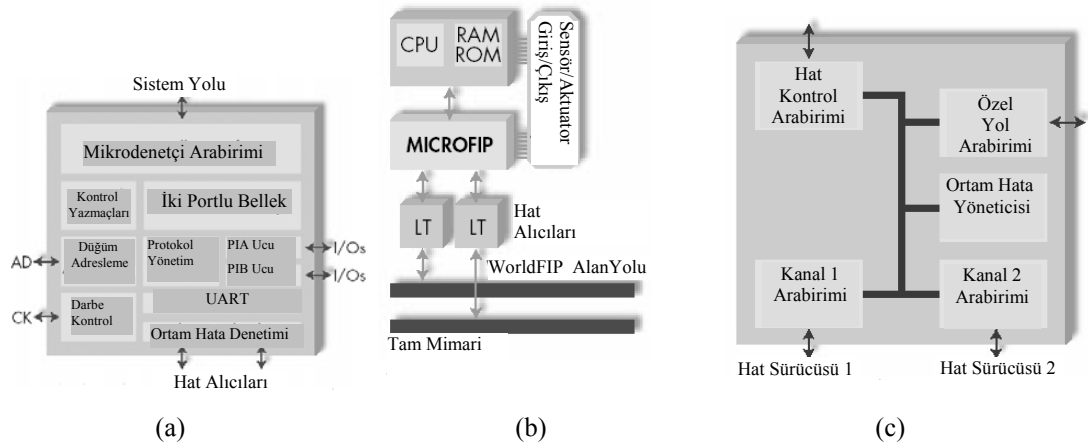 Sistem Yolu
Mikrodenetçi Arabirimi
Kontrol
Yazmaçları
İki Portlu Bellek
AD
Düğüm
Adresleme
Protokol
Yönetim
PIA Ucu
PIB Ucu
I/Os
I/Os
CK
Darbe
Kontrol
UART
Ortam Hata Denetimi
Hat Alıcıları
(a)
CPU
RAM
ROM
Sensör/Aktuator
Giriş/Çıkış
MICROFIP
LT
LT
Hat
Alıcıları
WorldFIP AlanYolu
Tam Mimari
(b)
Hat
Kontrol
Arabirimi
Özel
Yol
Arabirimi
Ortam Hata
Yöneticisi
Kanal 1
Arabirimi
Kanal 2
Arabirimi
Hat Sürücüsü 1
Hat Sürücüsü 2
(c)